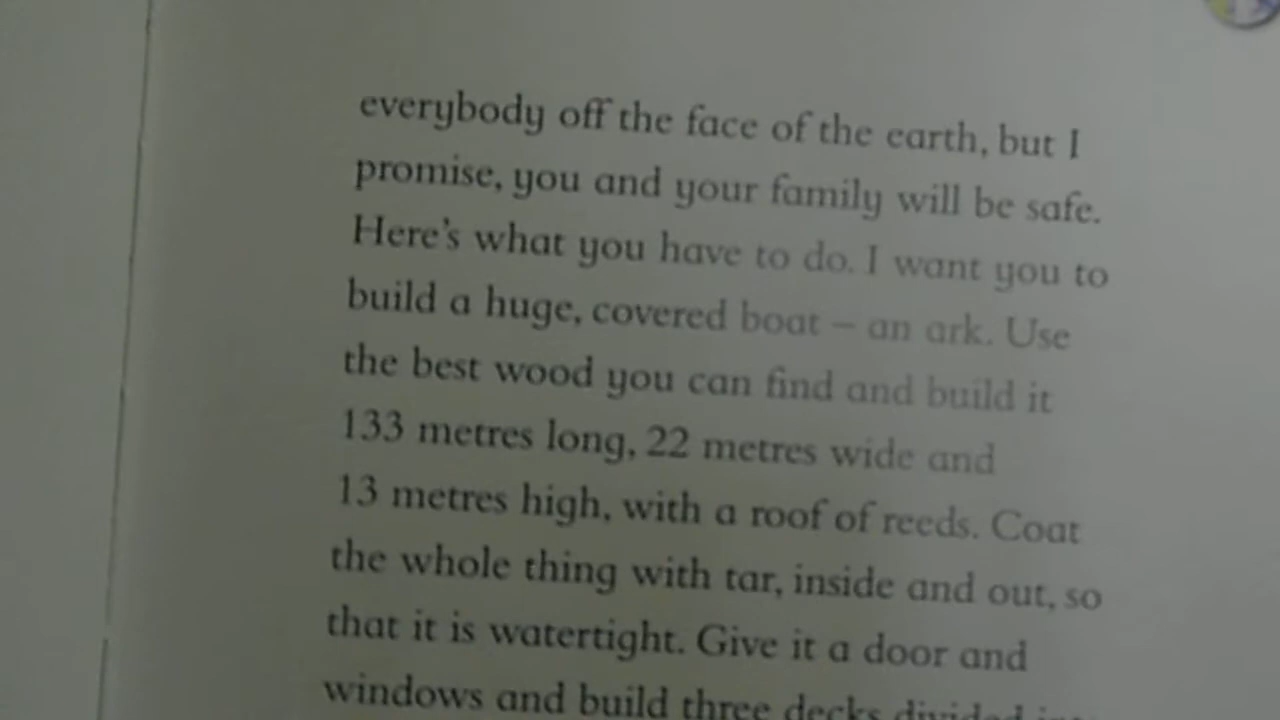 everybody off the face of the earth, but I
promise, you and your family will be safe.
Here's what you have to do. I want you to
build a huge, covered boat – an ark. Use
the best wood you can find and build it
133 metres long, 22 metres wide and
13 metres high, with a roof of reeds. Coat
the whole thing with tar, inside and out, so
that it is watertight. Give it a door and
windows and build three decks divided into